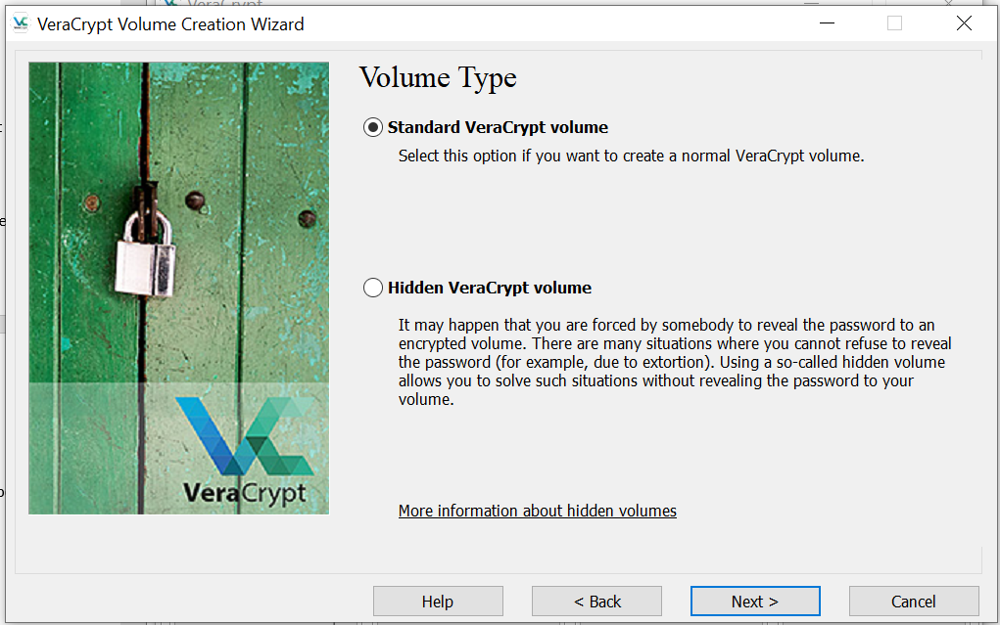 VeraCrypt
VeraCrypt Volume Creation Wizard
Volume Type
Standard VeraCrypt volume
Select this option if you want to create a normal VeraCrypt volume.
Hidden VeraCrypt volume
It may happen that you are forced by somebody to reveal the password to an
encrypted volume. There are many situations where you cannot refuse to reveal
the password (for example, due to extortion). Using a so-called hidden volume
allows you to solve such situations without revealing the password to your
volume.
VeraCrypt
More information about hidden volumes
Help
< Back
Next >
Cancel